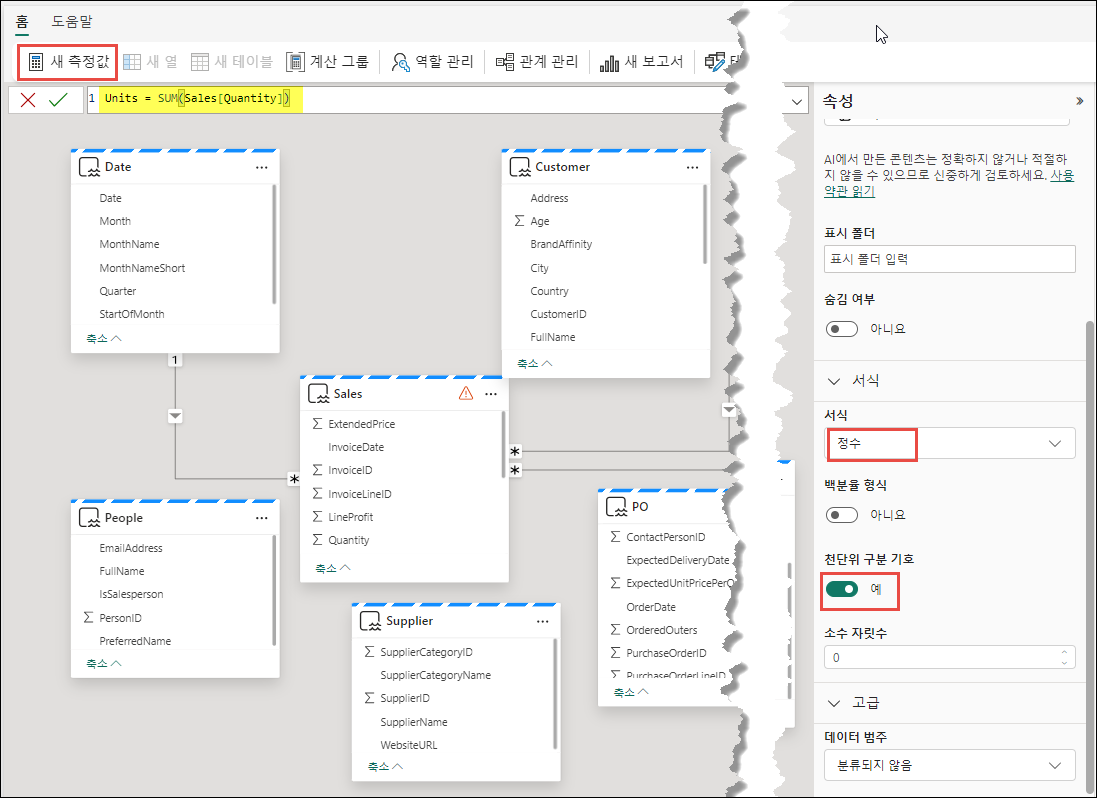 홈 도움말
새 측정값 새 열 새 테이블 계산 그룹 역할 관리 관계 관리 새 보고서
1 Units = SUM(Sales[Quantity])
Date
Date
Month
MonthName
MonthNameShort
Quarter
StartOfMonth
축소
Customer
Address
Age
BrandAffinity
City
Country
CustomerID
FullName
축소
1
Sales
ExtendedPrice
InvoiceDate
InvoiceID
InvoiceLineID
LineProfit
Quantity
축소
*
*
*
People
EmailAddress
FullName
IsSalesperson
PersonID
PreferredName
축소
Supplier
SupplierCategoryID
SupplierCategoryName
SupplierID
SupplierName
WebsiteURL
축소
PO
ContactPersonID
ExpectedDeliveryDate
ExpectedUnitPricePerO
OrderDate
OrderedOuters
PurchaseOrderID
PurchaseOrderLineID
축소
속성
AI에서 만든 콘텐츠는 정확하지 않거나 적절하
지 않을 수 있으므로 신중하게 검토하세요. 사용
약관 읽기
표시 폴더
표시 폴더 입력
숨김 여부
아니요
서식
서식
정수
백분율 형식
아니요
천단위 구분 기호
예
소수 자릿수
0
고급
데이터 범주
분류되지 않음